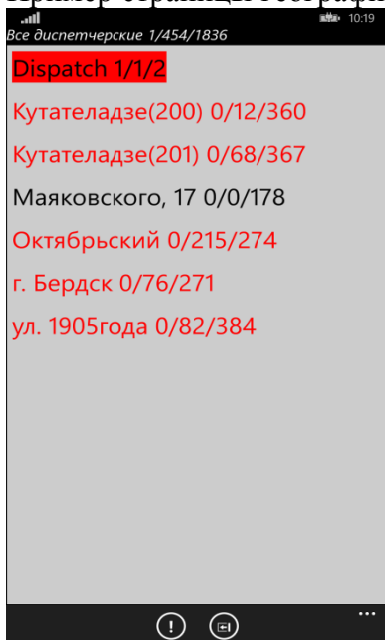 10:19
Все диспетчерские 1/454/1836
Dispatch 1/1/2
Кутателадзе(200) 0/12/360
Кутателадзе(201) 0/68/367
Маяковского, 17 0/0/178
Октябрьский 0/215/274
г. Бердск 0/76/271
ул. 1905года 0/82/384